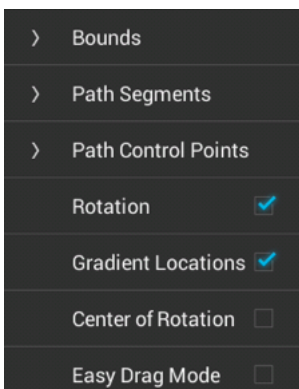 Bounds
Path Segments
Path Control Points
Rotation
Gradient Locations
Center of Rotation
Easy Drag Mode